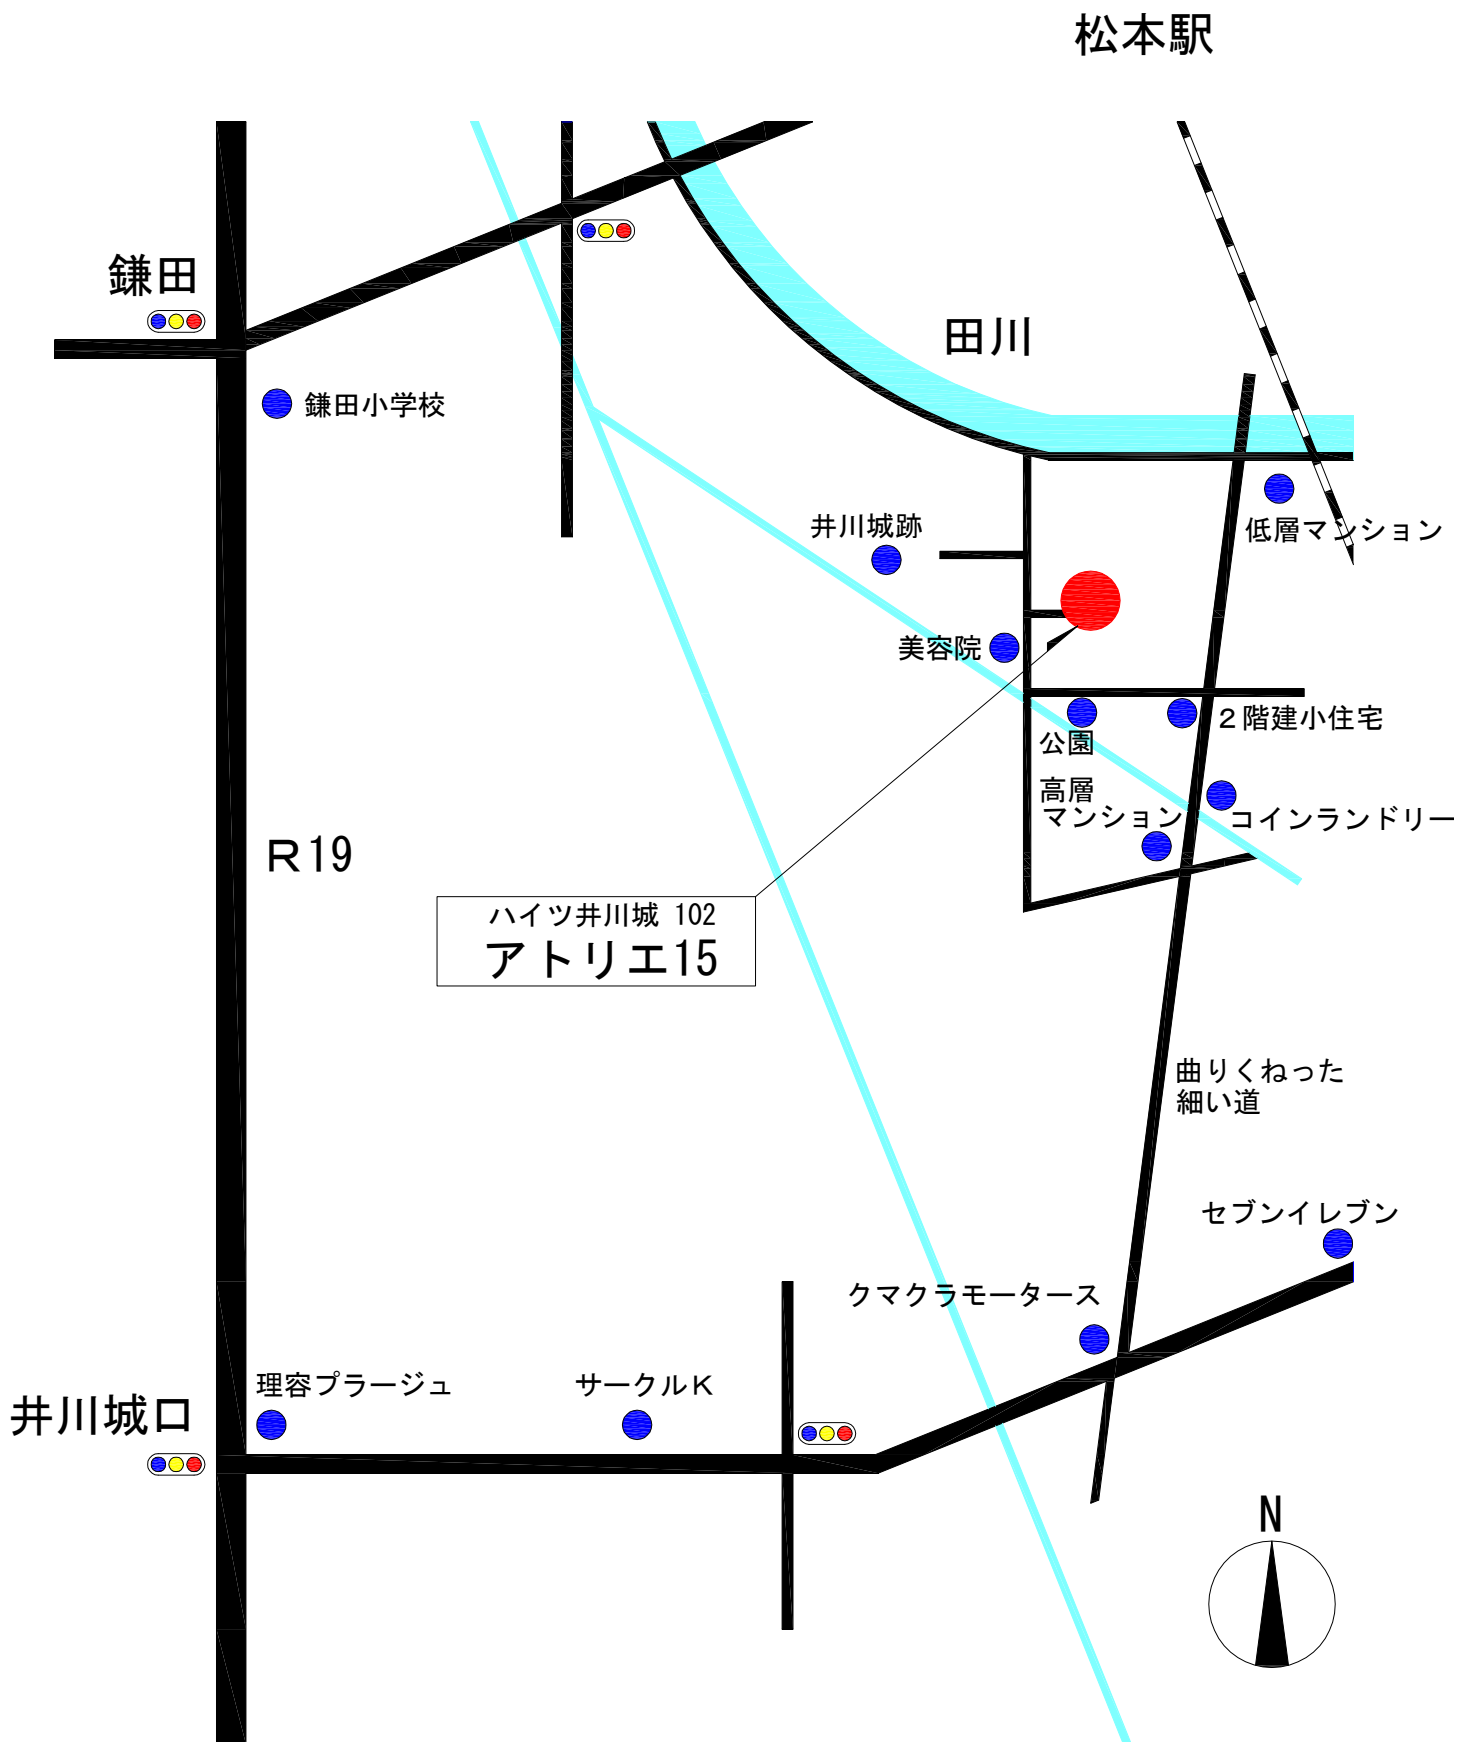 松本駅
鎌田
田川
鎌田小学校
井川城跡
低層マンション
美容院
2階建小住宅
公園
高層
マンション
コインランドリー
R19
ハイツ井川城 102
アトリエ15
曲りくねった
細い道
セブンイレブン
クマクラモータース
理容プラージュ
サークルK
井川城口
N